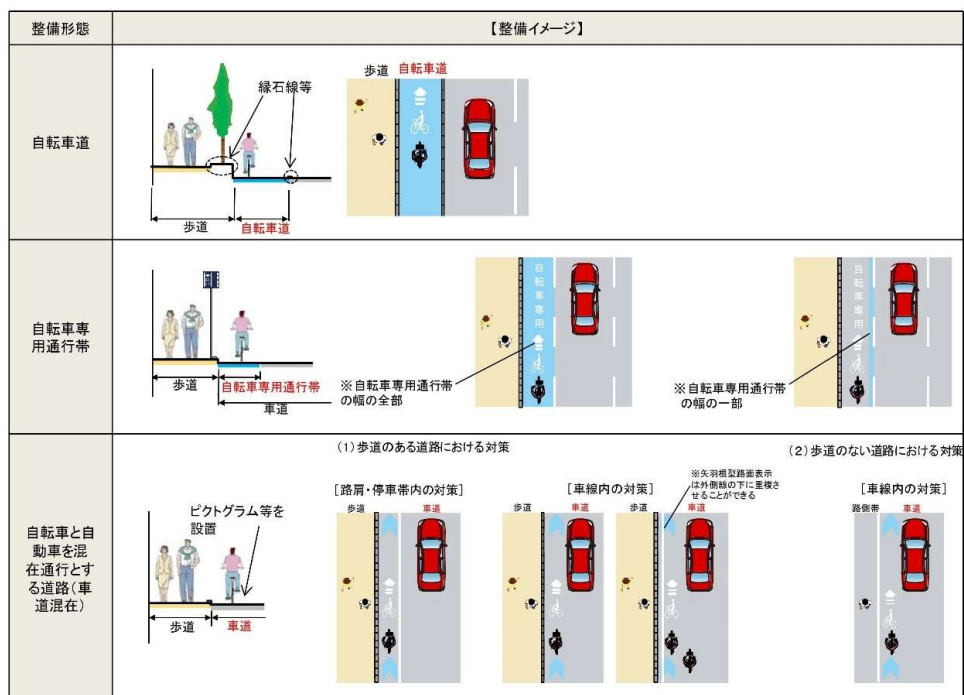 整備形態
【整備イメージ】
自転車道
縁石線等
歩道
自転車道
歩道 自転車道
自転車専
用通行帯
歩道
自転車専用通行帯
車道
自転車専用
※自転車専用通行帯
の幅の全部
自転車専用
※自転車専用通行帯
の幅の一部
自転車と自
動車を混
在通行とす
る道路(車
道混在)
ピクトグラム等を
設置
歩道
車道
(1)歩道のある道路における対策
[路肩・停車帯内の対策]
歩道
車道
[車線内の対策]
歩道
車道
※矢羽根型路面表示
は外側線の下に重複さ
せることができる
歩道
車道
(2)歩道のない道路における対策
[車線内の対策]
路側帯
車道